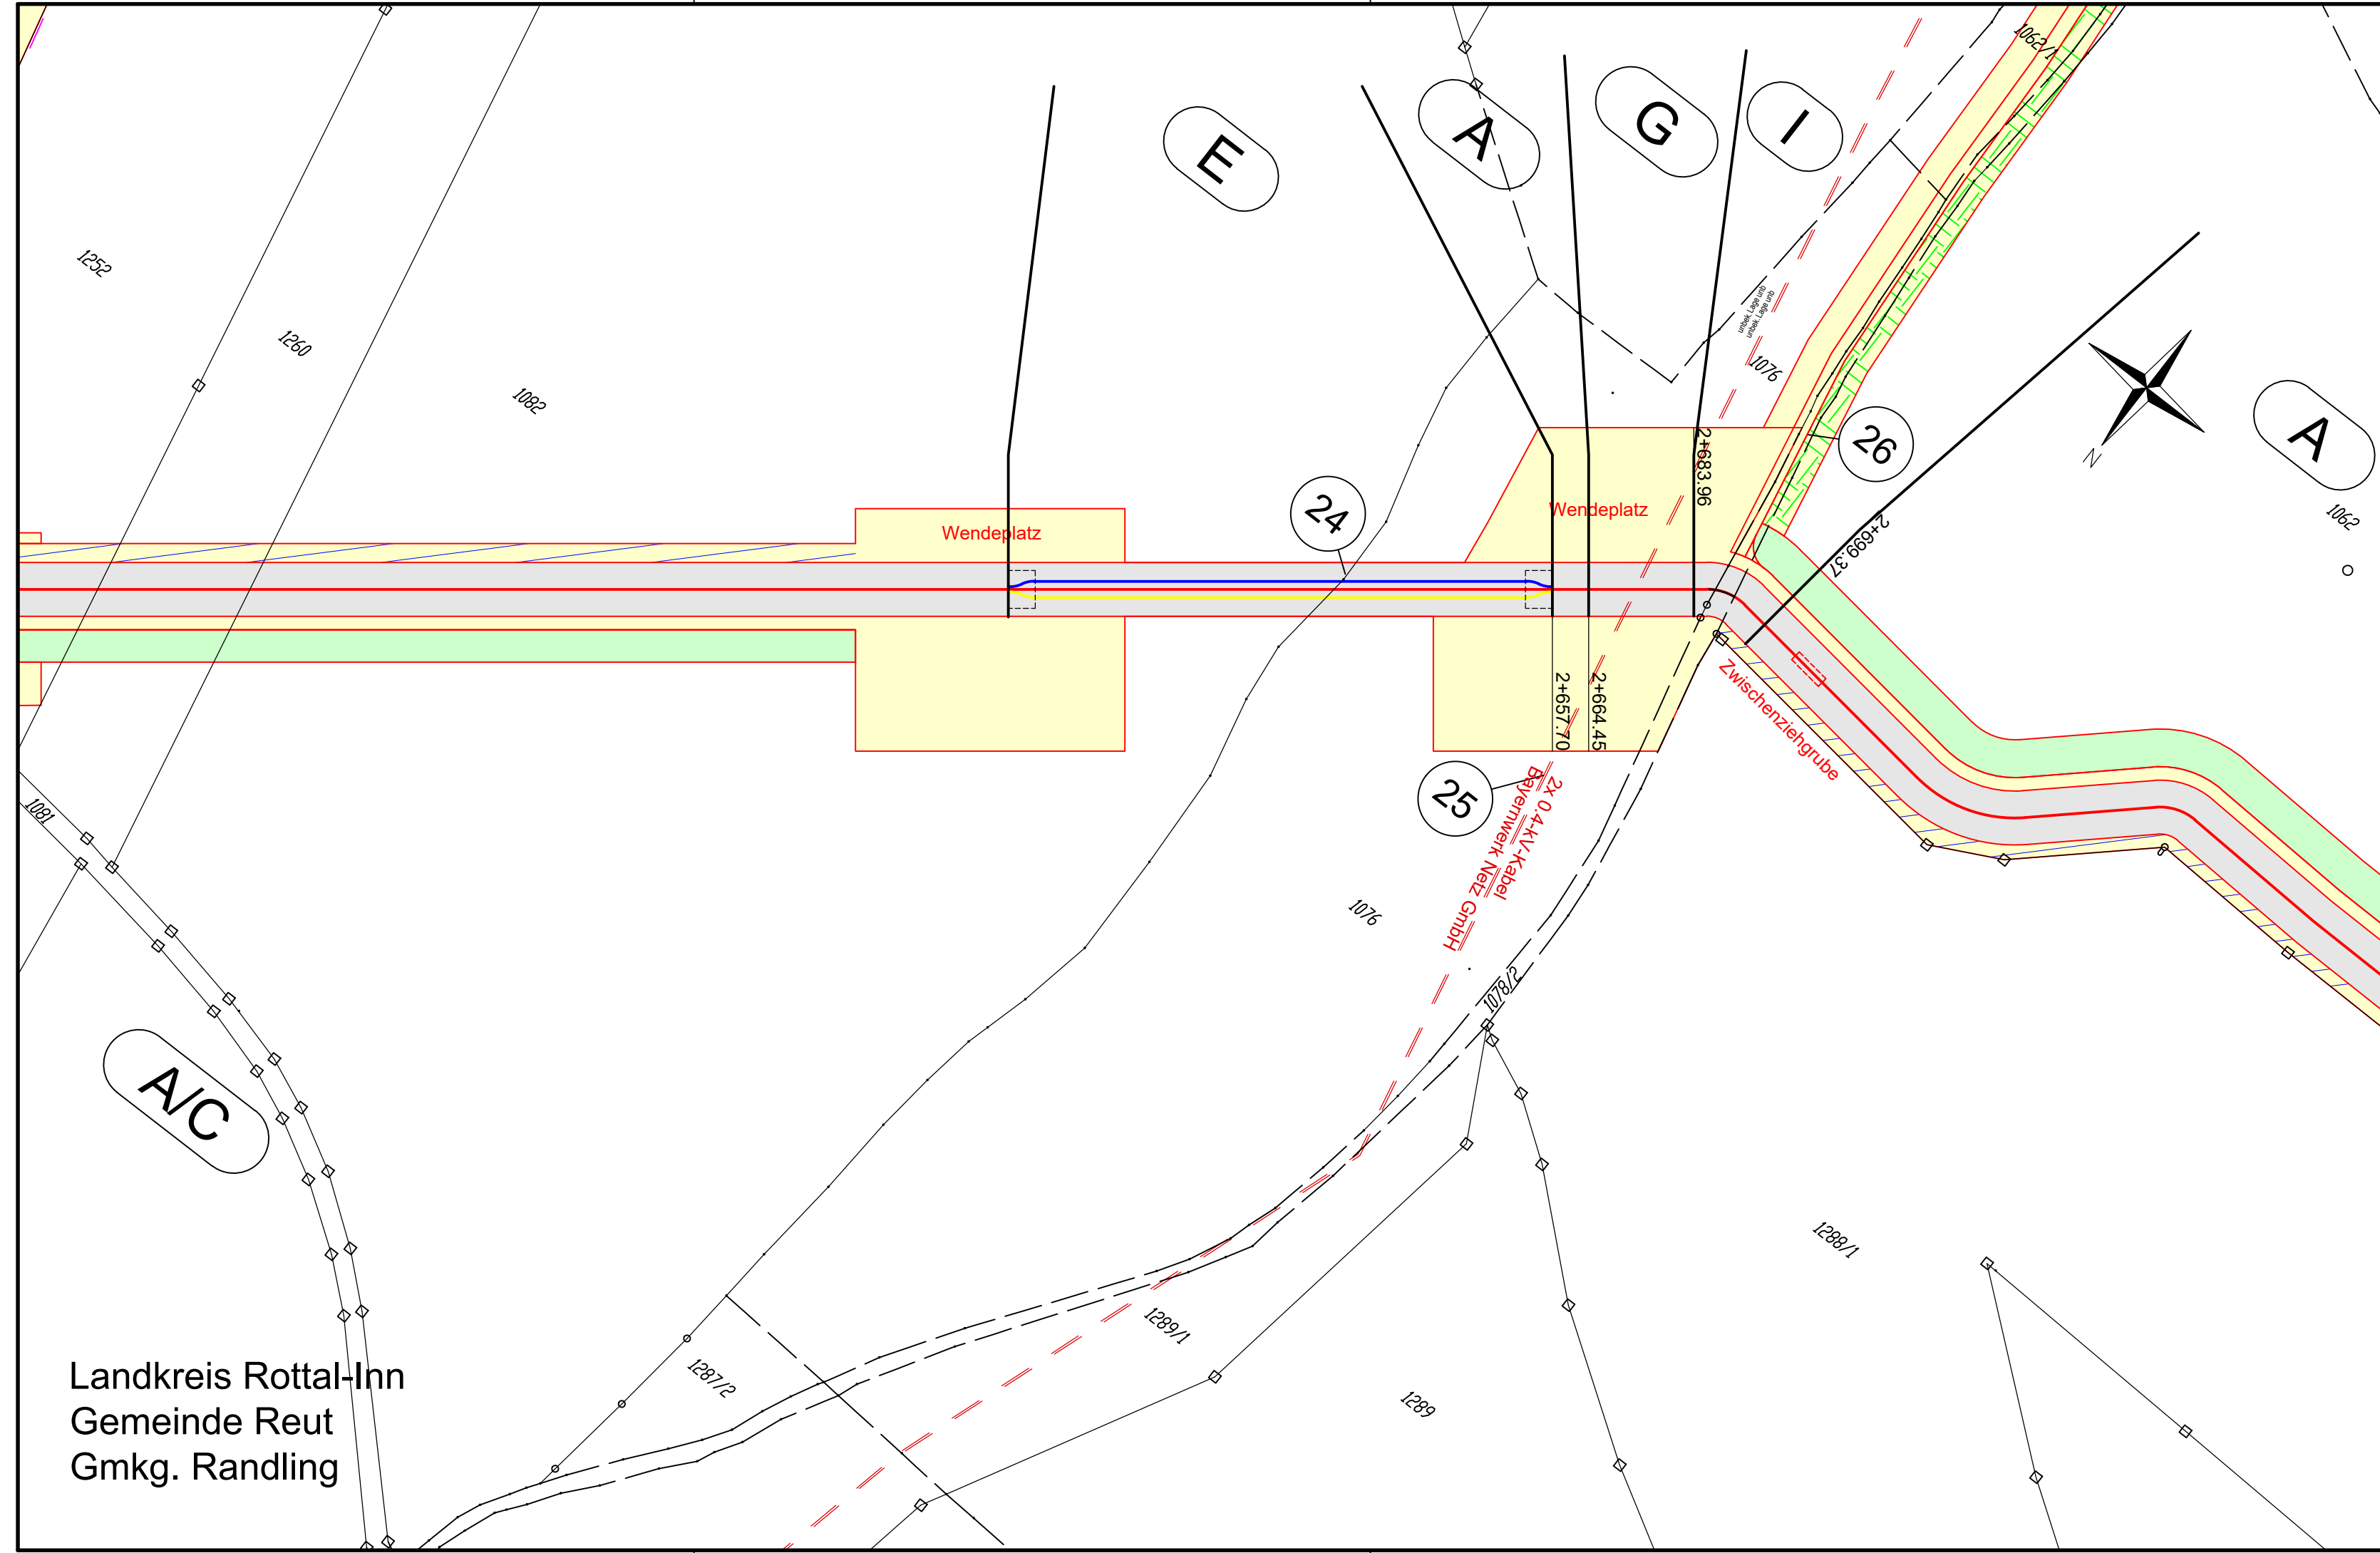 E
A
G
I
1062/1
1252
1260
1082
unbek. Lage unb
unbek. Lage unb
1076
26
2+683.96
N
A
1062
24
Wendeplatz
Wendeplatz
2+699.37
2+657.70
2+664.45
Zwischenziehgrube
25
2x 0.4-kV-Kabel
Bayernwerk Netz GmbH
1081
1076
1078/2
A/C
1288/1
1289/1
1287/2
1289
Landkreis Rottal-Inn
Gemeinde Reut
Gmkg. Randling